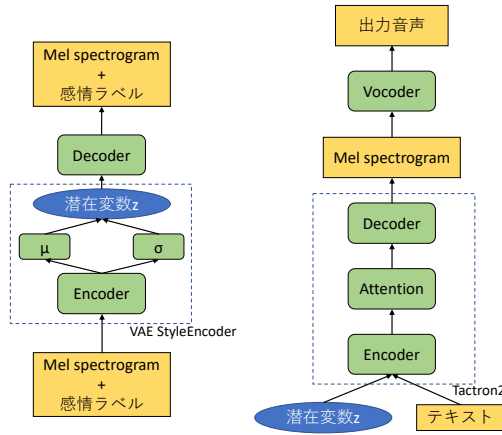 Mel spectrogram
+
感情ラベル
Decoder
潜在変数z
μ
σ
Encoder
VAE StyleEncoder
Mel spectrogram
+
感情ラベル
出力音声
Vocoder
Mel spectrogram
Decoder
Attention
Encoder
Tactron2
潜在変数z
テキスト